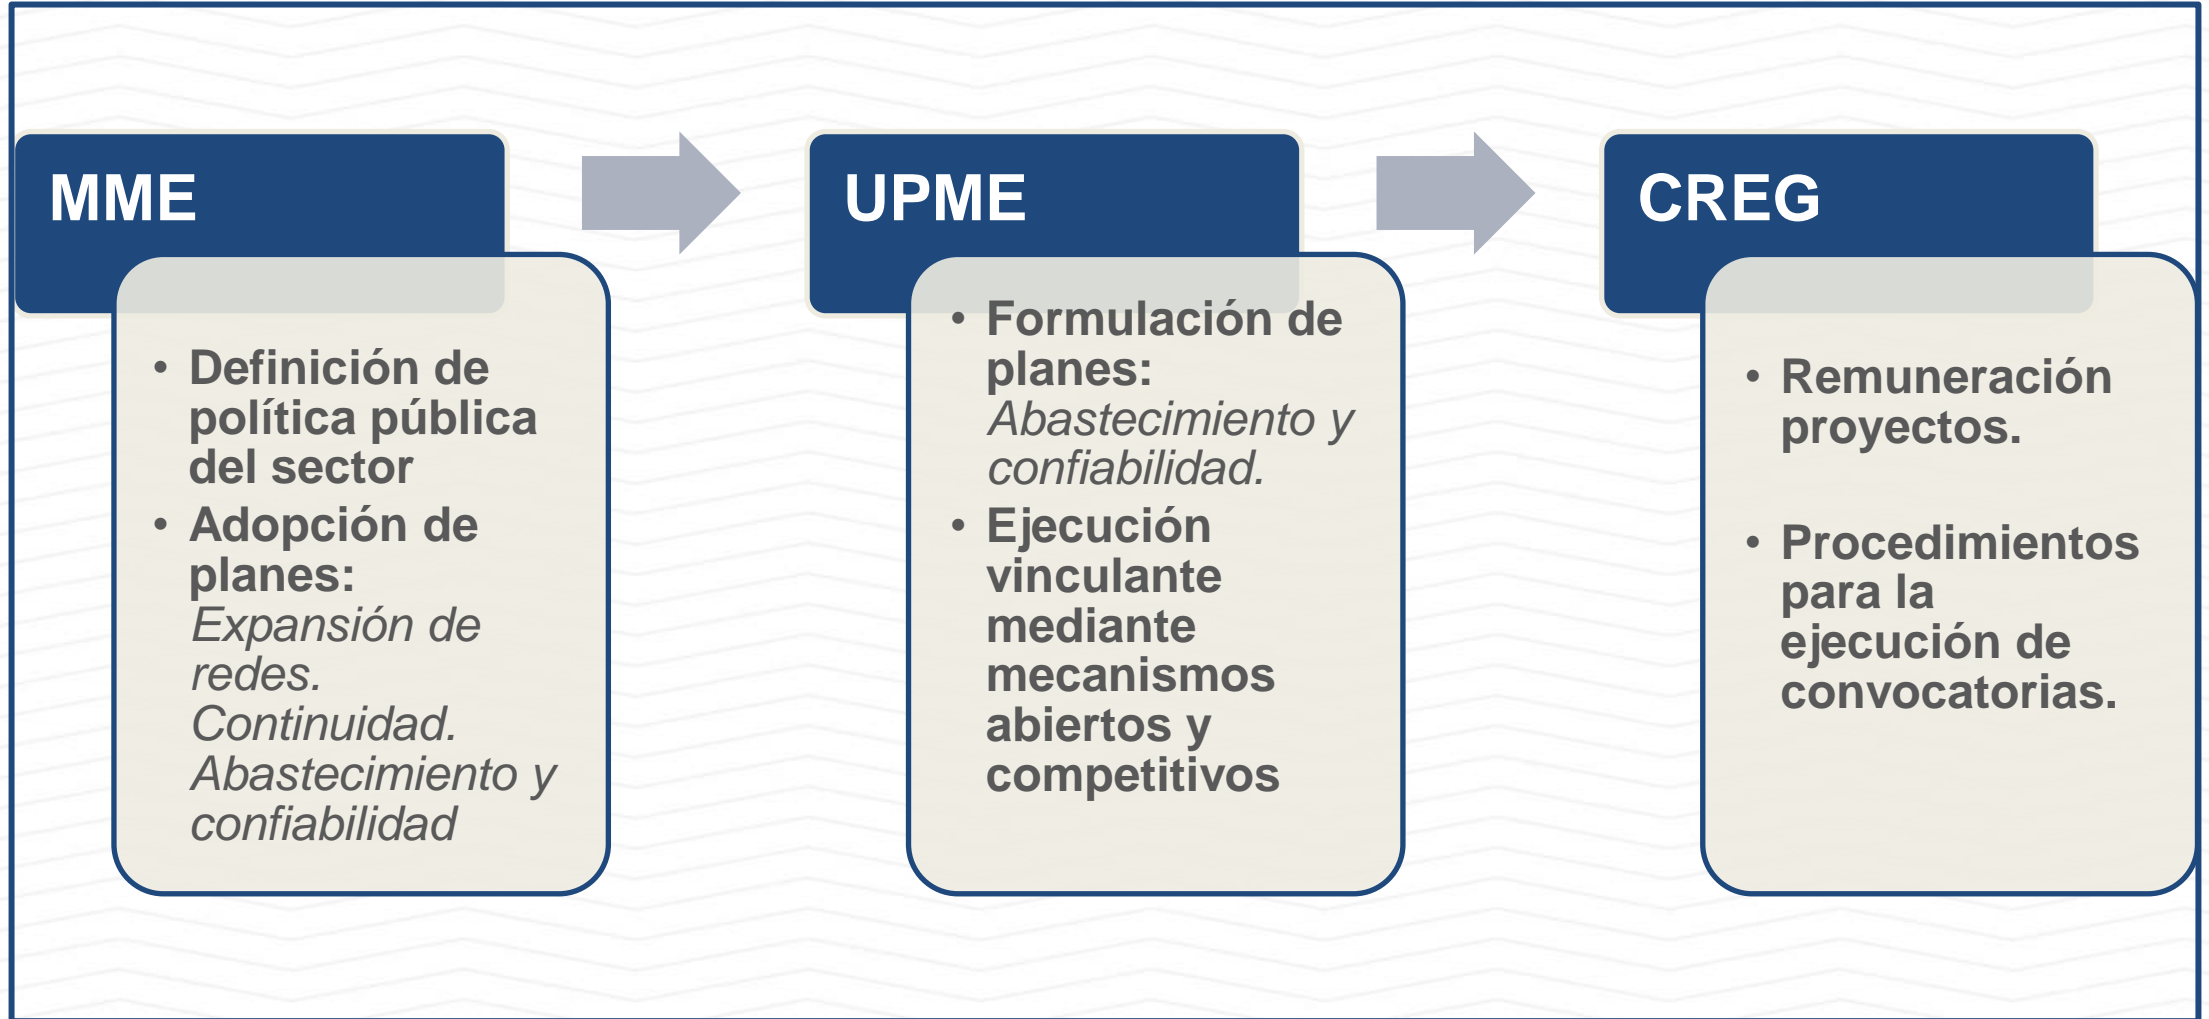 MME
• Definición de
política pública
del sector
• Adopción de
planes:
Expansión de
redes.
Continuidad.
Abastecimiento y
confiabilidad
UPME
• Formulación de
planes:
Abastecimiento y
confiabilidad.
• Ejecución
vinculante
mediante
mecanismos
abiertos y
competitivos
CREG
• Remuneración
proyectos.
• Procedimientos
para la
ejecución de
convocatorias.